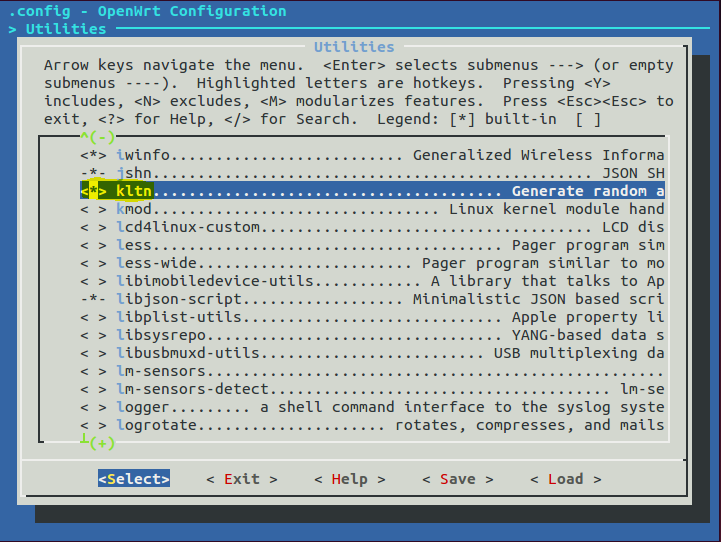 .config - OpenWrt Configuration
> Utilities
Utilities
Arrow keys navigate the menu.  <Enter> selects submenus ---> (or empty
submenus ----).  Highlighted letters are hotkeys.  Pressing <Y>
includes, <N> excludes, <M> modularizes features.  Press <Esc><Esc> to
exit, <?> for Help, </> for Search.  Legend: [*] built-in  [ ]
^(-)
<*> iwinfo.......................... Generalized Wireless Informa
-*- jshn............................................... JSON SH
<*> kltn....................................... Generate random a
< > kmod............................. Linux kernel module hand
< > lcd4linux-custom..................................... LCD dis
< > less....................................... Pager program sim
< > less-wide........................ Pager program similar to mo
< > libimobiledevice-utils............ A library that talks to Ap
-*- libjson-script.................. Minimalistic JSON based scri
< > libplist-utils............................. Apple property li
< > libsysrepo................................. YANG-based data s
< > libusbmuxd-utils......................... USB multiplexing da
< > lm-sensors...................................................
< > lm-sensors-detect...................................... lm-se
< > logger......... a shell command interface to the syslog syste
< > logrotate..................... rotates, compresses, and mails
┴(+)
<Select>    < Exit >    < Help >    < Save >    < Load >